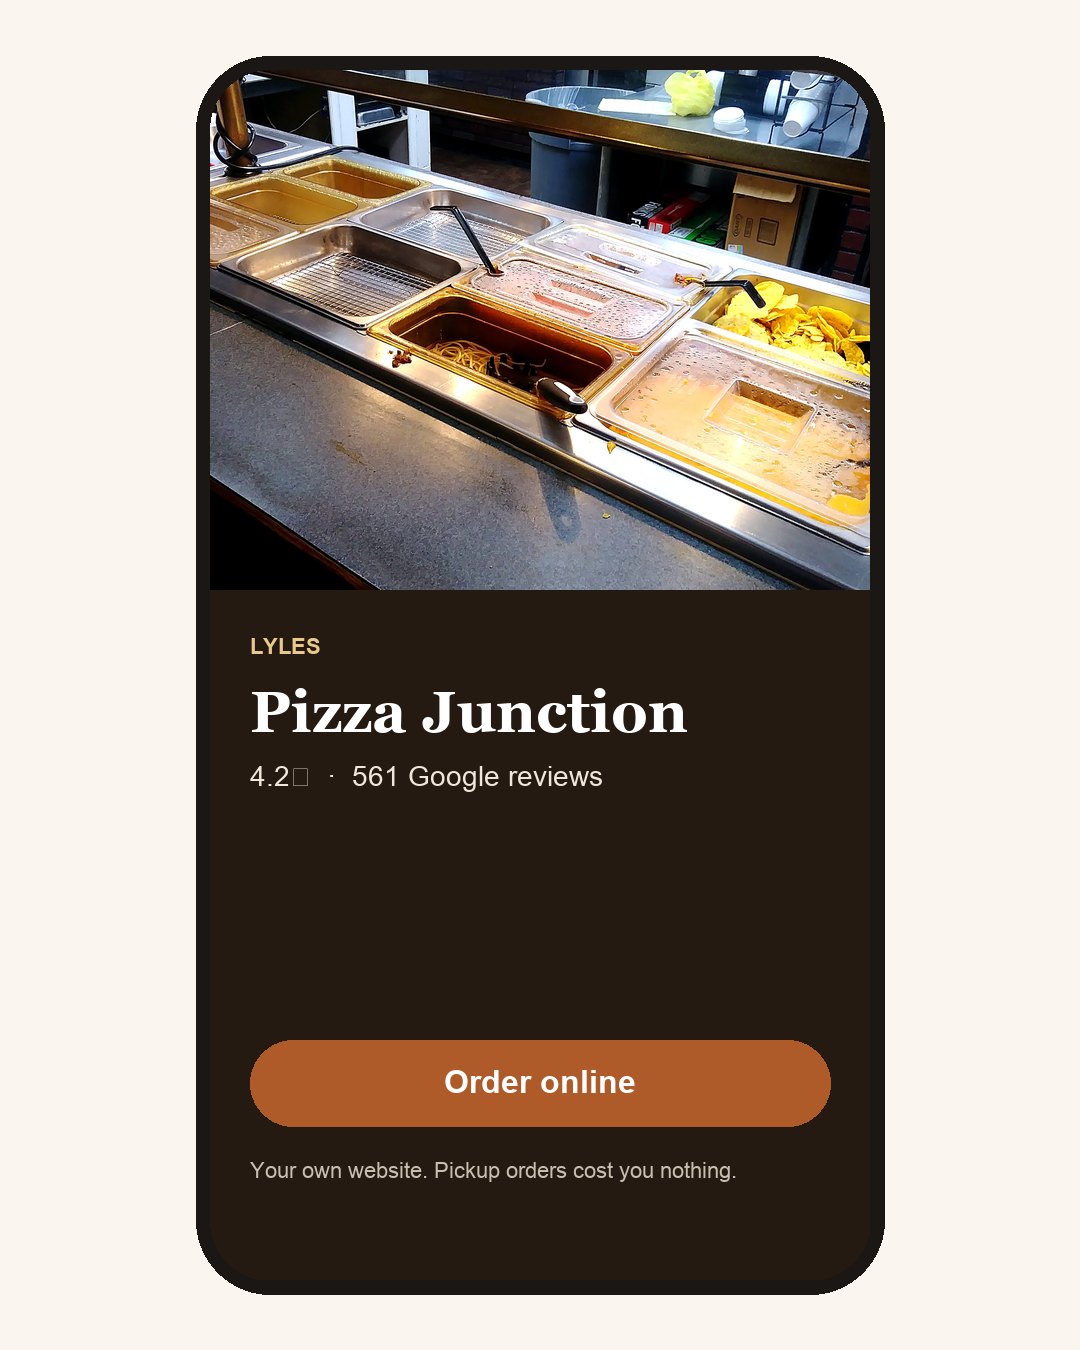 LYLES
Pizza Junction
4.2□ · 561 Google reviews
Order online
Your own website. Pickup orders cost you nothing.